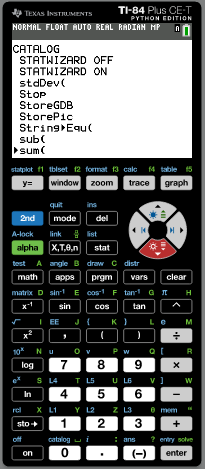 TEXAS INSTRUMENTS
TI-84 Plus CE-T
PYTHON EDITION
NORMAL FLOAT AUTO REAL RADIAN MP
CATALOG
STATWIZARD OFF
STATWIZARD ON
stdDev(
Stop
StoreGDB
StorePic
String▶Equ(
sub(
▶sum(
statplot f1 tblset f2 format f3 calc f4 table f5
y= window zoom trace graph
quit ins
2nd mode del
A-lock link list
alpha X,T,θ,n stat
test A angle B draw C distr
math apps prgm vars clear
matrix D sin⁻¹ E cos⁻¹ F tan⁻¹ G π H
x⁻¹ sin cos tan ^
√ I EE J { K } L e M
x² , ( ) ÷
10ˣ N u O v P w Q [ R
log 7 8 9 ×
eˣ S L4 T L5 U L6 V ] W
ln 4 5 6 −
rcl X L1 Y L2 Z L3 θ mem "
sto→ 1 2 3 +
off catalog i : ans ? entry solve
on 0 . (−) enter